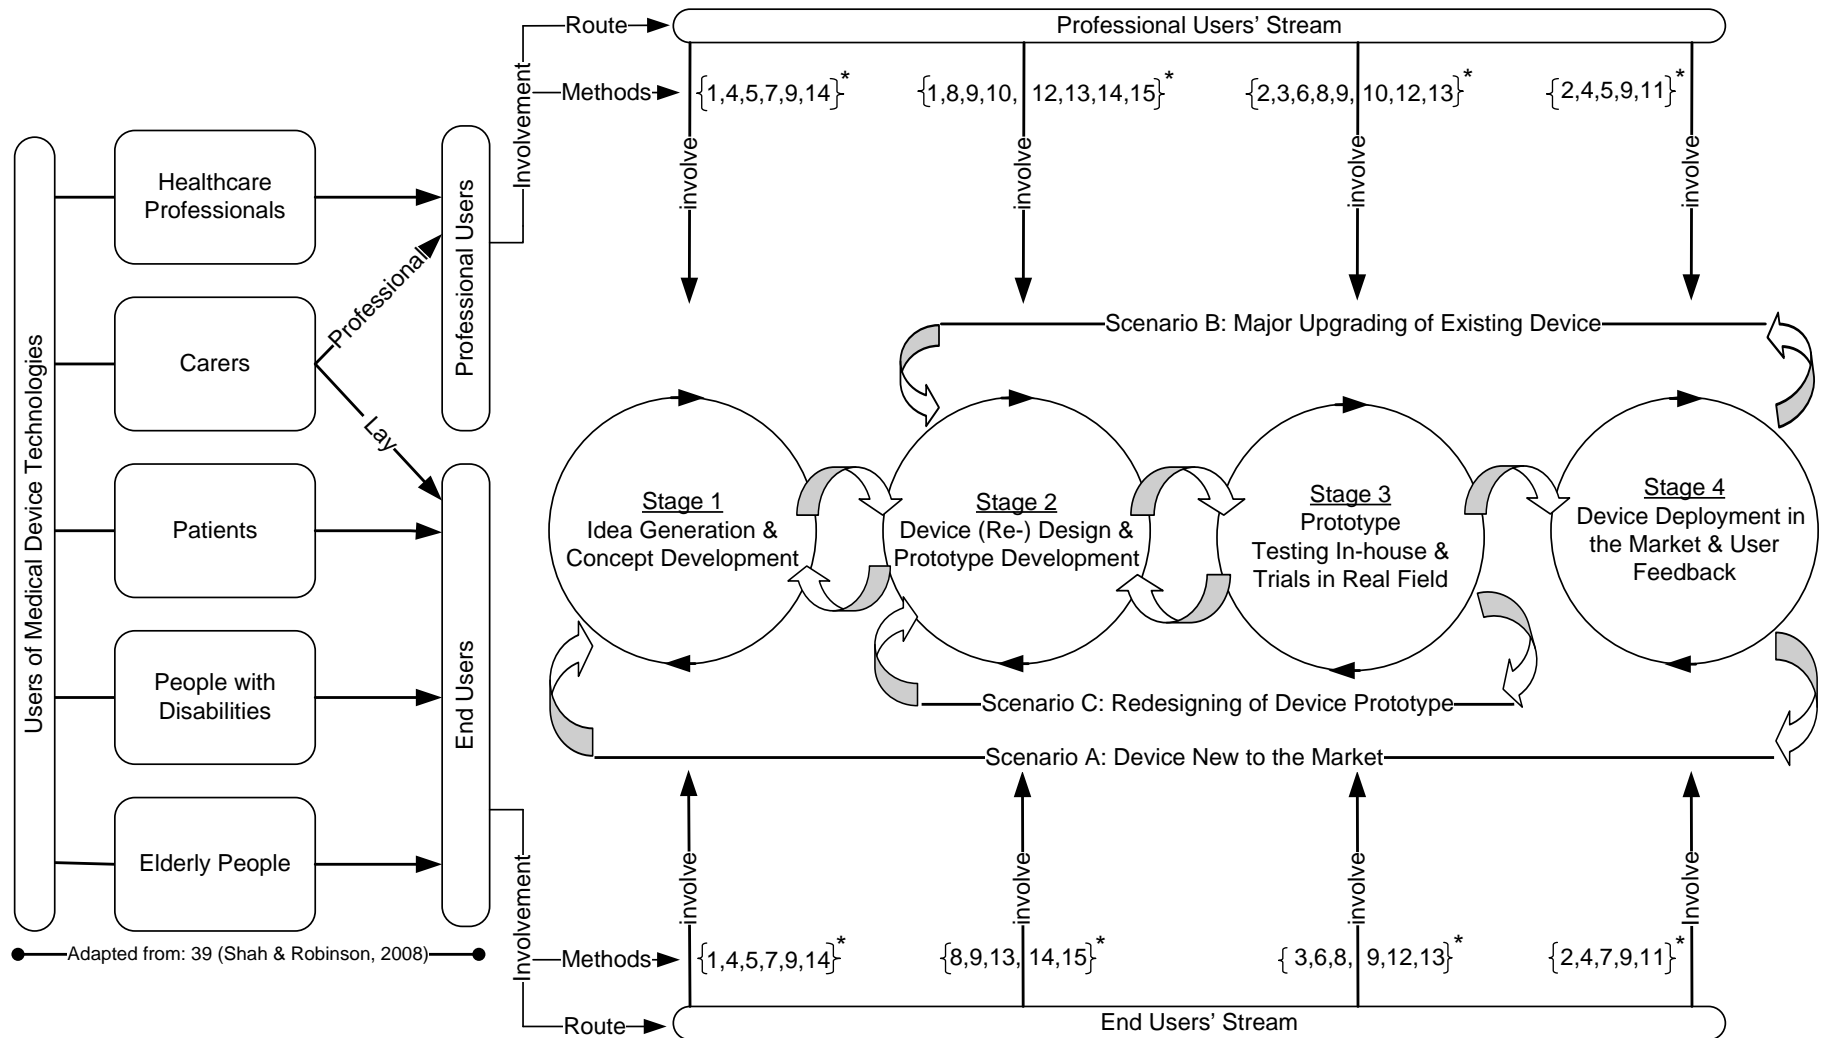 Route
Professional Users' Stream
Involvement
Methods
{1,4,5,7,9,14}*
{1,8,9,10, 12,13,14,15}*
{2,3,6,8,9, 10,12,13}*
{2,4,5,9,11}*
involve
involve
involve
involve
Users of Medical Device Technologies
Healthcare
Professionals
Carers
Patients
People with
Disabilities
Elderly People
Professional
Lay
Professional Users
End Users
Scenario B: Major Upgrading of Existing Device
Stage 1
Idea Generation &
Concept Development
Stage 2
Device (Re-) Design &
Prototype Development
Stage 3
Prototype
Testing In-house &
Trials in Real Field
Stage 4
Device Deployment in
the Market & User
Feedback
Scenario C: Redesigning of Device Prototype
Scenario A: Device New to the Market
involve
involve
involve
Involve
Involvement
Adapted from: 39 (Shah & Robinson, 2008)
Methods
{1,4,5,7,9,14}*
{8,9,13, 14,15}*
{ 3,6,8, 9,12,13}*
{2,4,7,9,11}*
Route
End Users' Stream